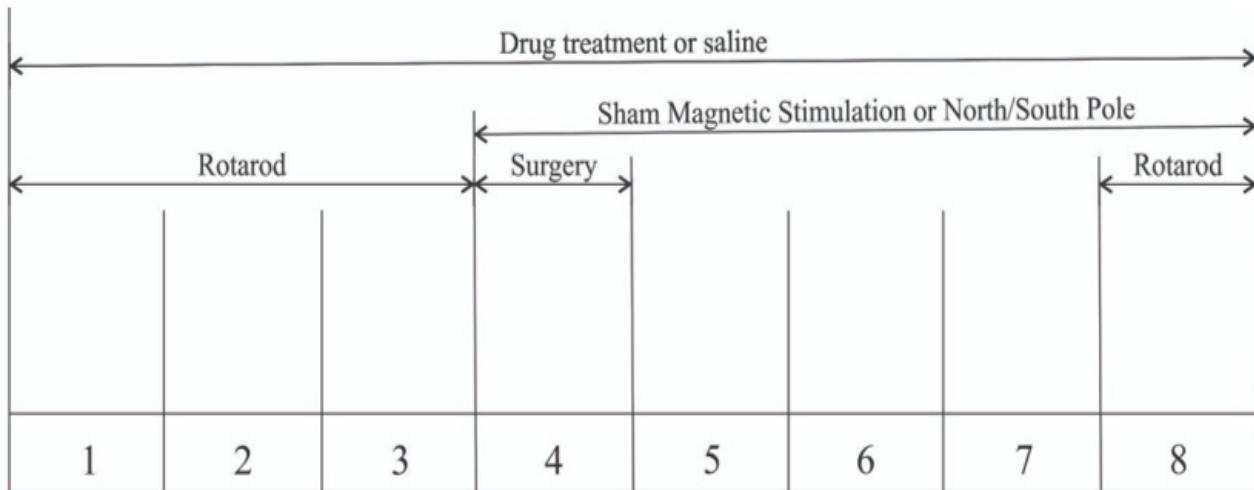 Drug treatment or saline
Sham Magnetic Stimulation or North/South Pole
Rotarod Surgery Rotarod
1 2 3 4 5 6 7 8